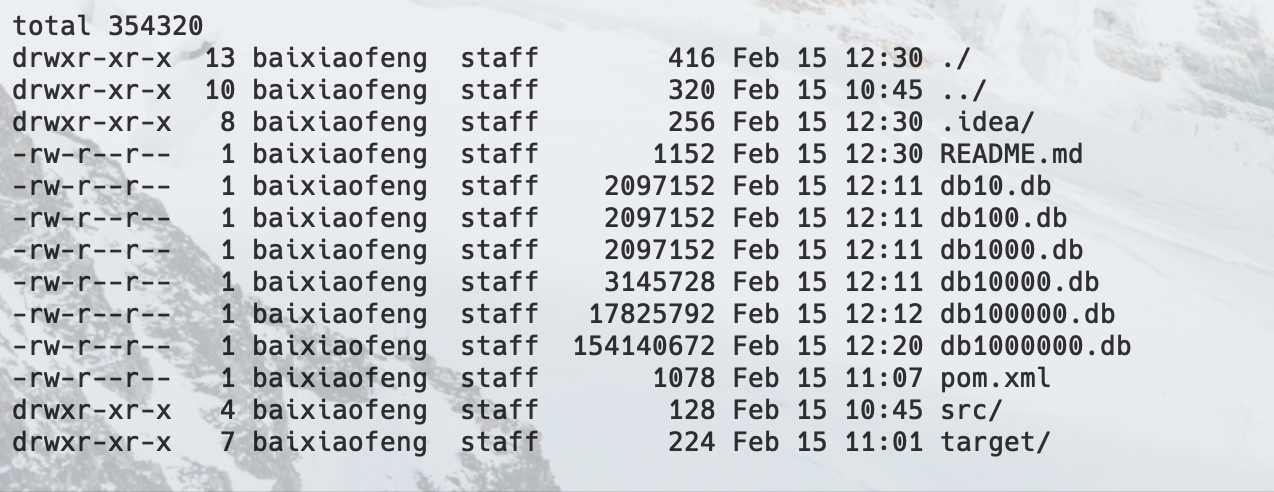 total 354320
drwxr-xr-x  13 baixiaofeng  staff        416 Feb 15 12:30 ./
drwxr-xr-x  10 baixiaofeng  staff        320 Feb 15 10:45 ../
drwxr-xr-x   8 baixiaofeng  staff        256 Feb 15 12:30 .idea/
-rw-r--r--   1 baixiaofeng  staff       1152 Feb 15 12:30 README.md
-rw-r--r--   1 baixiaofeng  staff    2097152 Feb 15 12:11 db10.db
-rw-r--r--   1 baixiaofeng  staff    2097152 Feb 15 12:11 db100.db
-rw-r--r--   1 baixiaofeng  staff    2097152 Feb 15 12:11 db1000.db
-rw-r--r--   1 baixiaofeng  staff    3145728 Feb 15 12:11 db10000.db
-rw-r--r--   1 baixiaofeng  staff   17825792 Feb 15 12:12 db100000.db
-rw-r--r--   1 baixiaofeng  staff  154140672 Feb 15 12:20 db1000000.db
-rw-r--r--   1 baixiaofeng  staff       1078 Feb 15 11:07 pom.xml
drwxr-xr-x   4 baixiaofeng  staff        128 Feb 15 10:45 src/
drwxr-xr-x   7 baixiaofeng  staff        224 Feb 15 11:01 target/